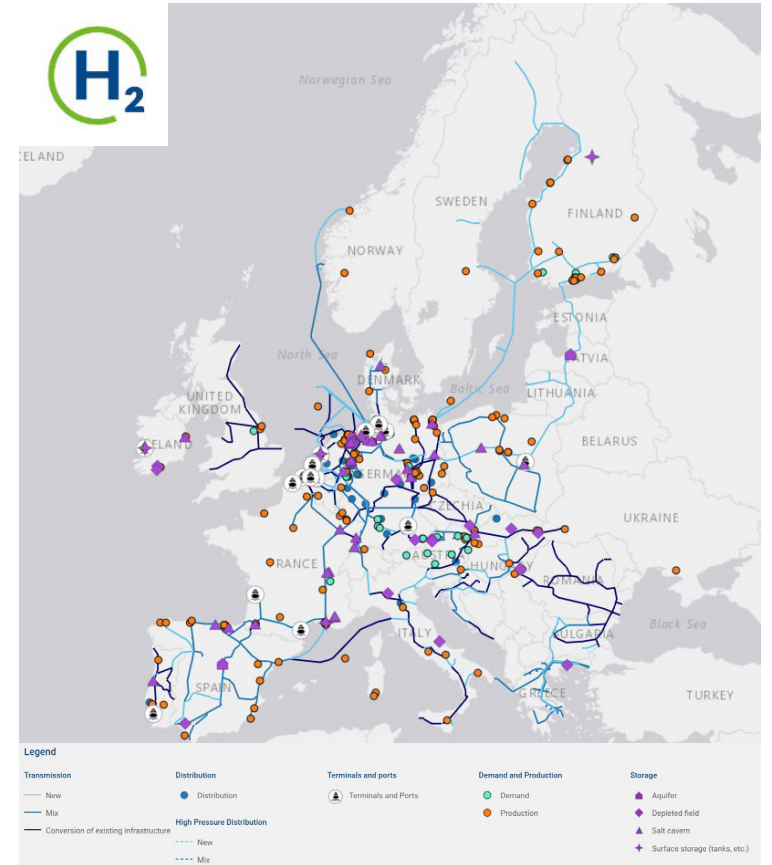 H2
Norwegian Sea
ELAND
SWEDEN
FINLAND
NORWAY
ESTONIA
North Sea
LATVIA
DENMARK
Baltic Sea
LITHUANIA
UNITED
KINGDOM
BELARUS
ELAND
GERMA
CZECHIA
UKRAINE
AUSTRIA
RANCE
HUNG
ROMANIA
ITALY
BULGARIA
Black Sea
SPAIN
GREECE
TURKEY
Legend
Transmission
New
Mix
Conversion of existing infrastructure
Distribution
Distribution
High Pressure Distribution
New
Mix
Terminals and ports
Terminals and Ports
Demand and Production
Demand
Production
Storage
Aquifer
Depleted field
Salt cavern
Surface storage (tanks, etc.)